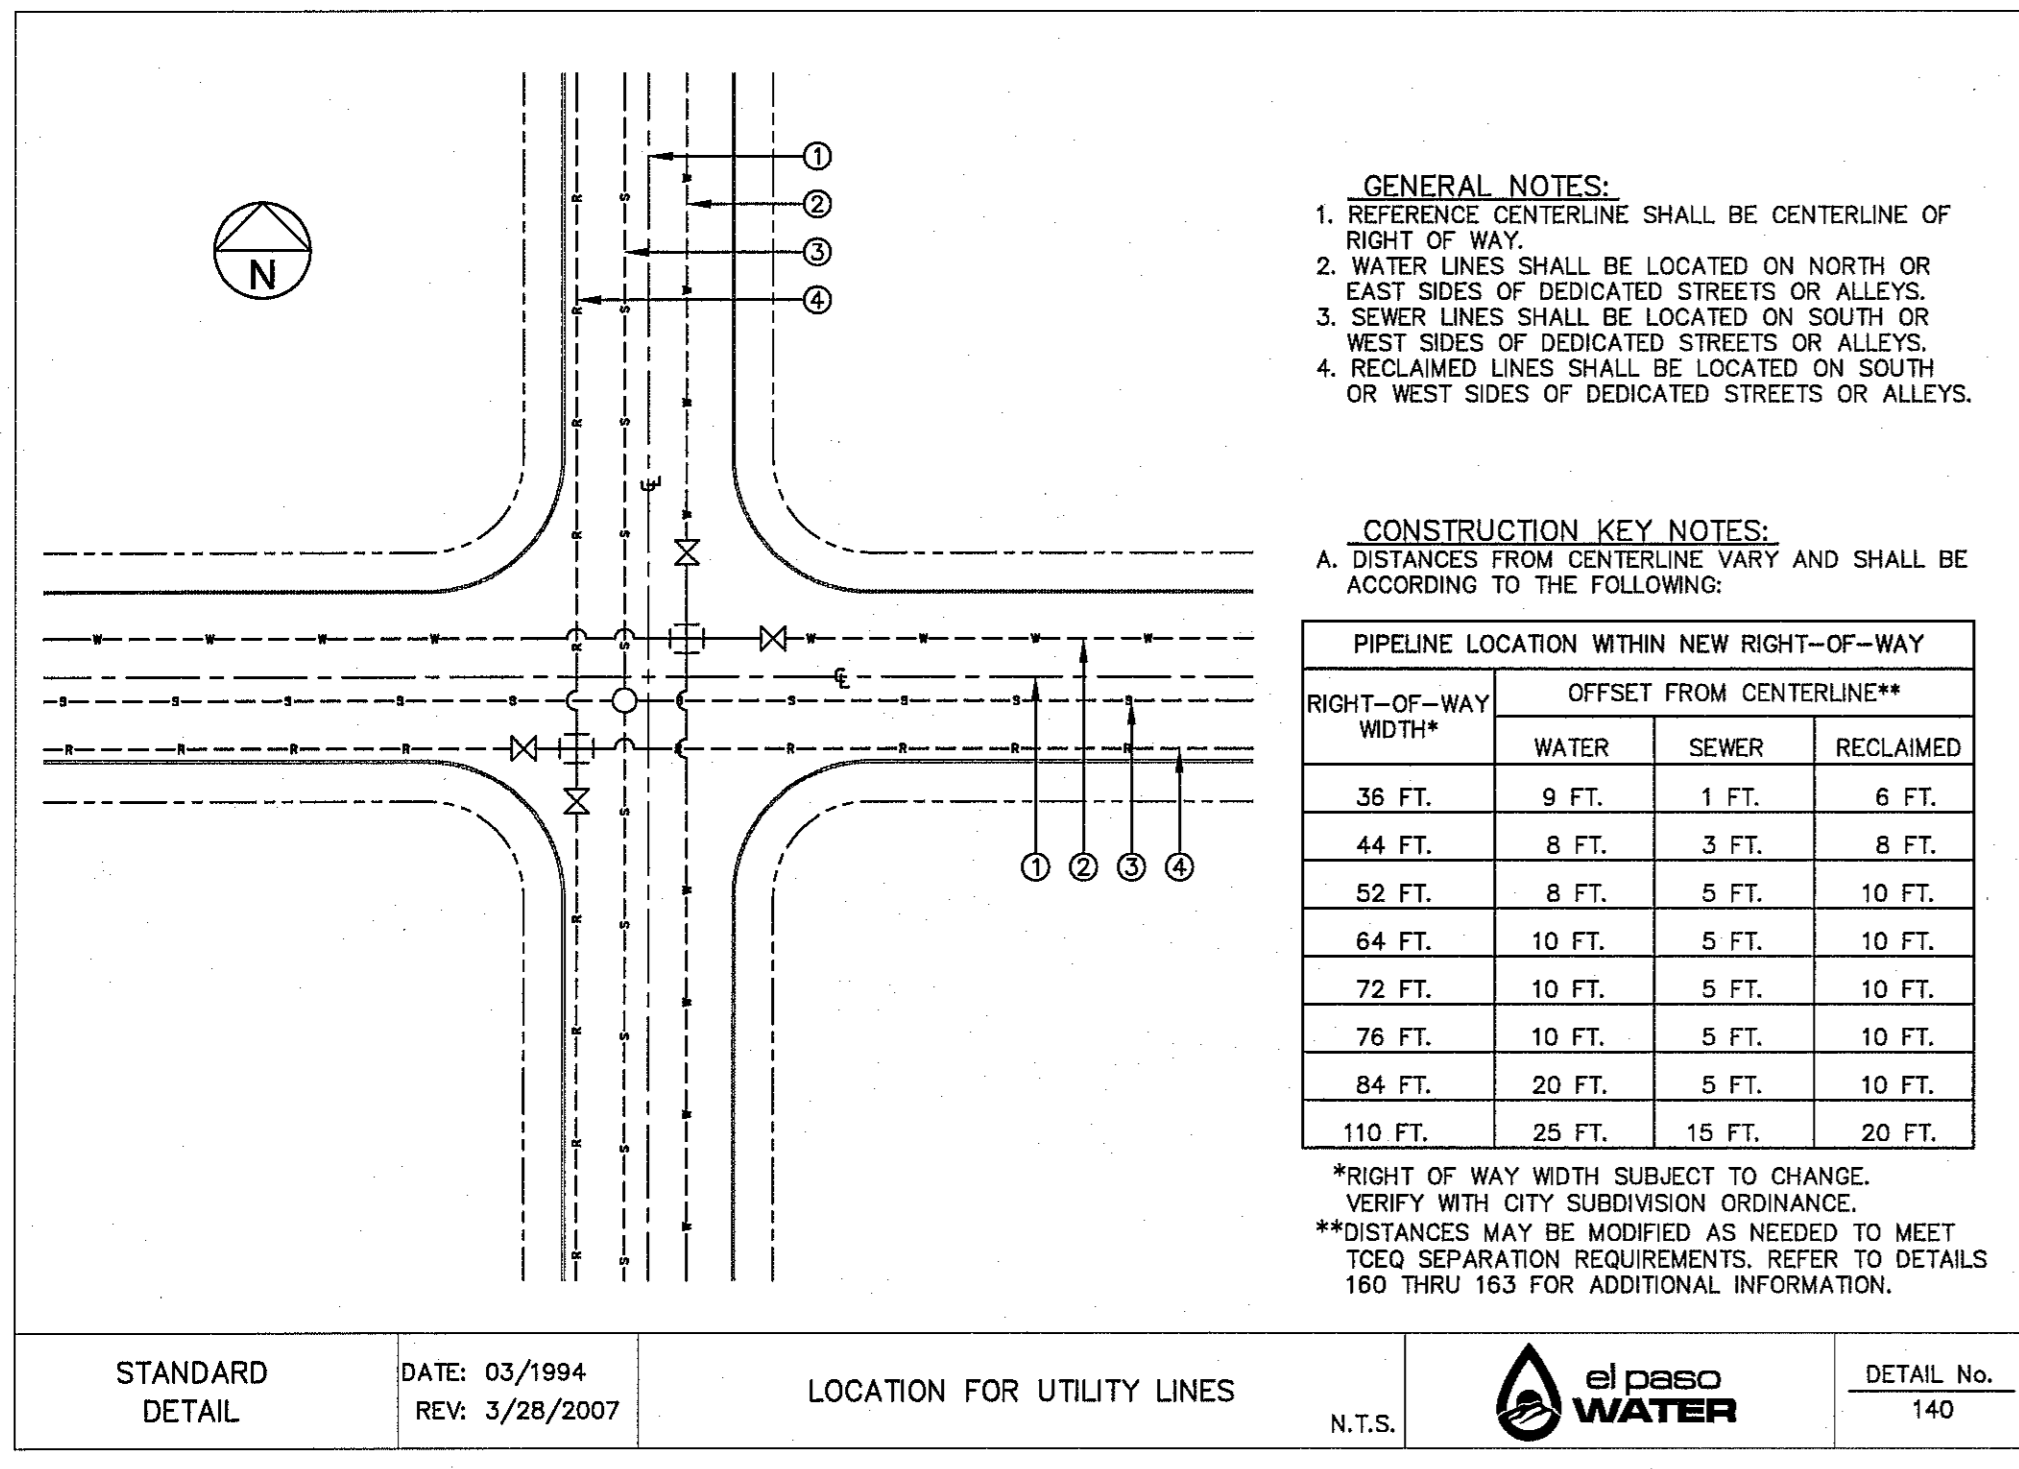 N
1
2
3
4
R
S
W
W
R
S
W
R
S
℄
W
R
S
W W W W R S W W W W
℄
S S S S S S S S S S
R R R R R R R R R
1 2 3 4
S
W
R
S
W
R
S
W
R
S
W
R
S
GENERAL NOTES:
1. REFERENCE CENTERLINE SHALL BE CENTERLINE OF
RIGHT OF WAY.
2. WATER LINES SHALL BE LOCATED ON NORTH OR
EAST SIDES OF DEDICATED STREETS OR ALLEYS.
3. SEWER LINES SHALL BE LOCATED ON SOUTH OR
WEST SIDES OF DEDICATED STREETS OR ALLEYS.
4. RECLAIMED LINES SHALL BE LOCATED ON SOUTH
OR WEST SIDES OF DEDICATED STREETS OR ALLEYS.
CONSTRUCTION KEY NOTES:
A. DISTANCES FROM CENTERLINE VARY AND SHALL BE
ACCORDING TO THE FOLLOWING:
PIPELINE LOCATION WITHIN NEW RIGHT-OF-WAY
RIGHT-OF-WAY
WIDTH*
OFFSET FROM CENTERLINE**
WATER SEWER RECLAIMED
36 FT. 9 FT. 1 FT. 6 FT.
44 FT. 8 FT. 3 FT. 8 FT.
52 FT. 8 FT. 5 FT. 10 FT.
64 FT. 10 FT. 5 FT. 10 FT.
72 FT. 10 FT. 5 FT. 10 FT.
76 FT. 10 FT. 5 FT. 10 FT.
84 FT. 20 FT. 5 FT. 10 FT.
110 FT. 25 FT. 15 FT. 20 FT.
*RIGHT OF WAY WIDTH SUBJECT TO CHANGE.
VERIFY WITH CITY SUBDIVISION ORDINANCE.
**DISTANCES MAY BE MODIFIED AS NEEDED TO MEET
TCEQ SEPARATION REQUIREMENTS. REFER TO DETAILS
160 THRU 163 FOR ADDITIONAL INFORMATION.
STANDARD
DETAIL
DATE: 03/1994
REV: 3/28/2007
LOCATION FOR UTILITY LINES
N.T.S.
el paso
WATER
DETAIL No.
140